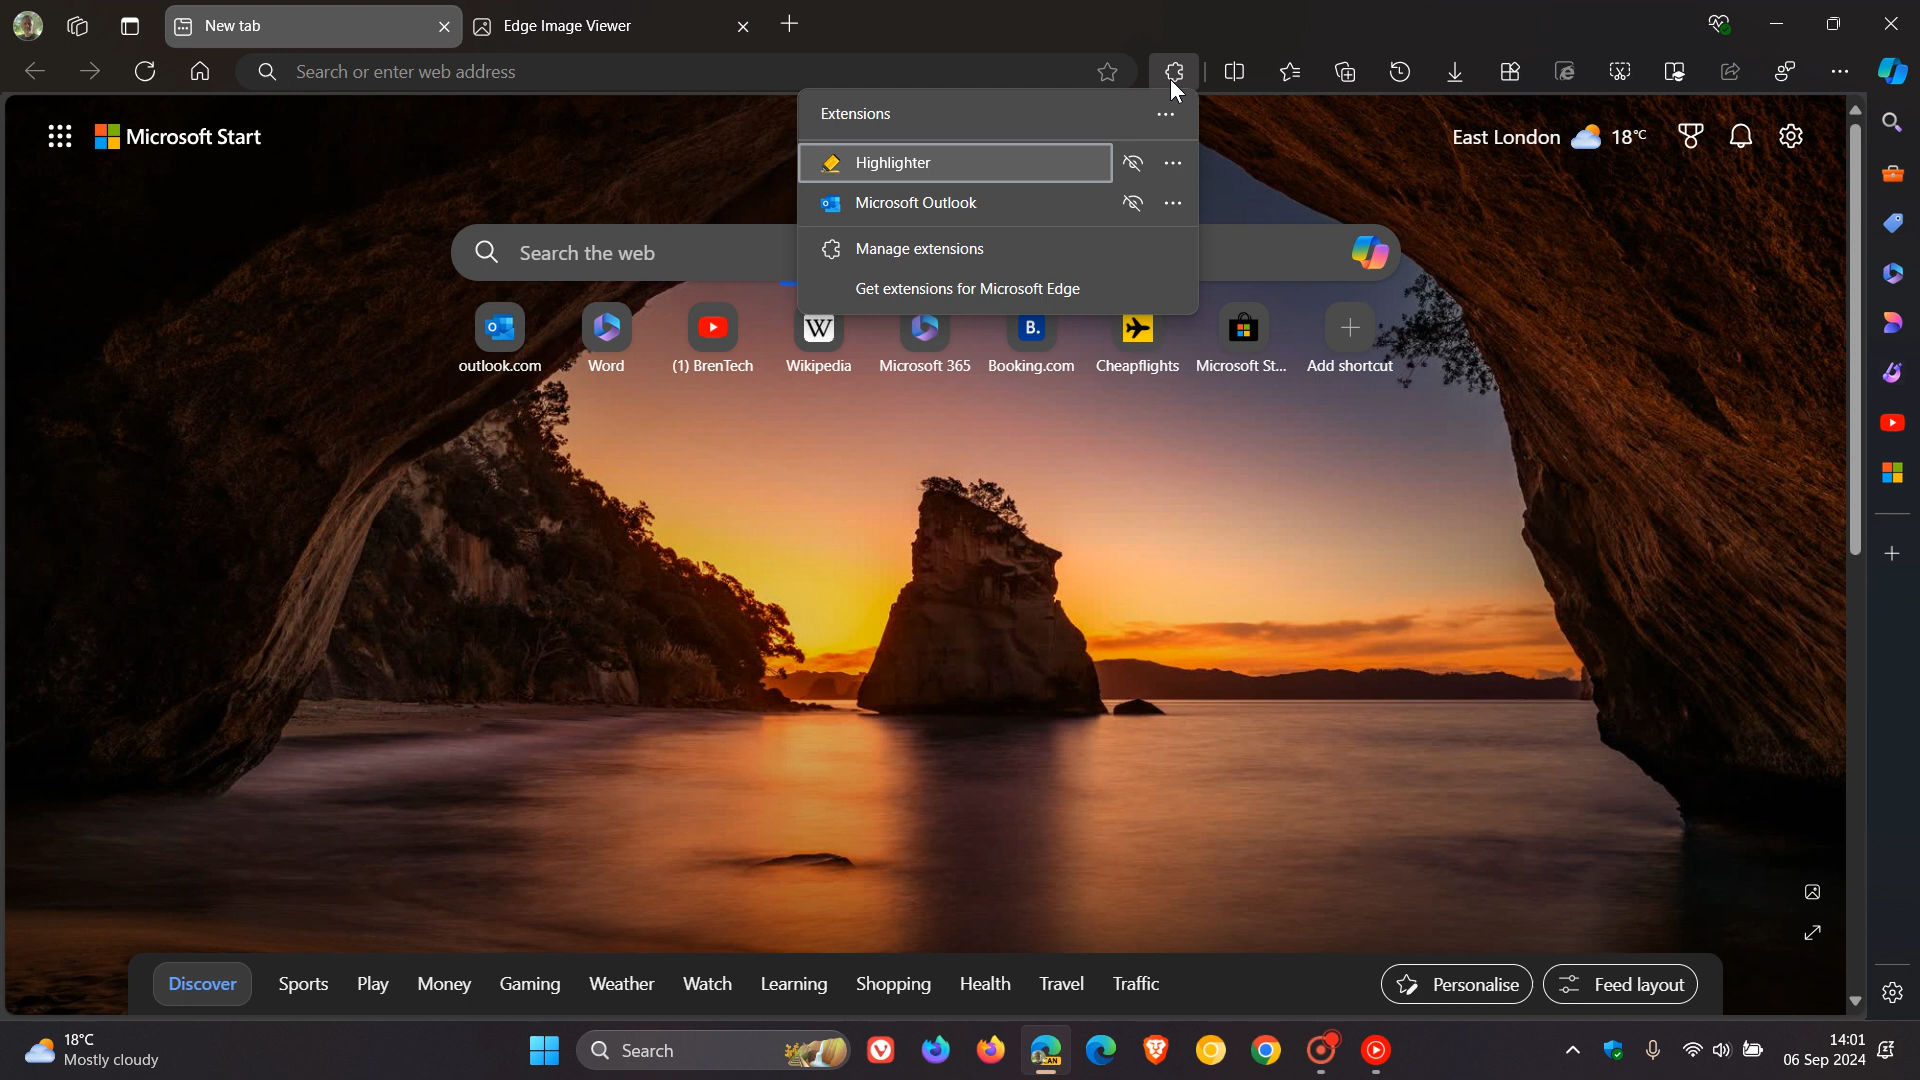 New tab
Edge Image Viewer
Search or enter web address
Extensions
Microsoft Start
East London 18°C
Highlighter
Microsoft Outlook
Manage extensions
Search the web
Get extensions for Microsoft Edge
outlook.com
Word
(1) BrenTech
W
Wikipedia
Microsoft 365
B.
Booking.com
Cheapflights
Microsoft St...
Add shortcut
Discover
Sports
Play
Money
Gaming
Weather
Watch
Learning
Shopping
Health
Travel
Traffic
Personalise
Feed layout
18°C
Mostly cloudy
Search
CAN
14:01
06 Sep 2024